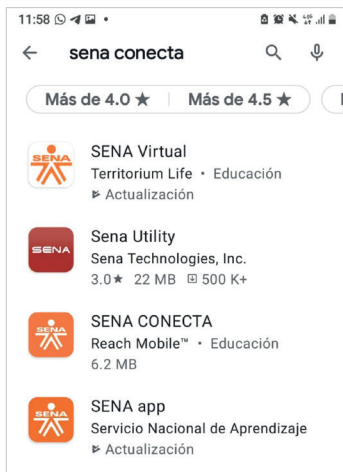 11:58
sena conecta
Más de 4.0 ★ Más de 4.5 ★
SENA
SENA Virtual
Territorium Life • Educación
Actualización
SENA
Sena Utility
Sena Technologies, Inc.
3.0★ 22 MB 500 K+
SENA
SENA CONECTA
Reach Mobile™ • Educación
6.2 MB
SENA
SENA app
Servicio Nacional de Aprendizaje
Actualización